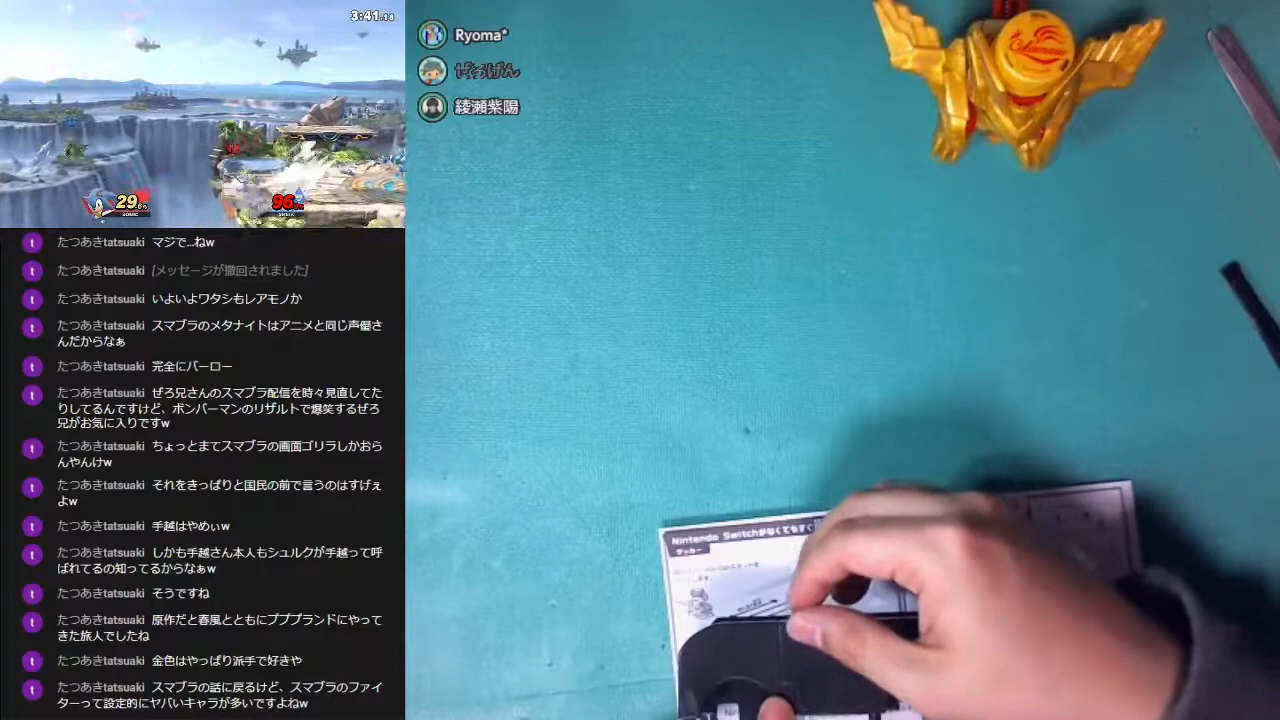 3:41.18
29
SONIC
96
SHEIK
Ryoma*
ぜろげん
綾瀬紫陽
t たつあきtatsuaki マジで...ねw
t たつあきtatsuaki [メッセージが撤回されました]
t たつあきtatsuaki いよいよワタシもレアモノか
t たつあきtatsuaki スマブラのメタナイトはアニメと同じ声優さ
んだからなぁ
t たつあきtatsuaki 完全にバーロー
t たつあきtatsuaki ぜろ兄さんのスマブラ配信を時々見直してた
りしてるんですけど、ボンバーマンのリザルトで爆笑するぜろ
兄がお気に入りですw
t たつあきtatsuaki ちょっとまてスマブラの画面ゴリラしかおら
んやんけw
t たつあきtatsuaki それをきっぱりと国民の前で言うのはすげぇ
よw
t たつあきtatsuaki 手越はやめぃw
t たつあきtatsuaki しかも手越さん本人もシュルクが手越って呼
ばれてるの知ってるからなぁw
t たつあきtatsuaki そうですね
t たつあきtatsuaki 原作だと春風とともにプププランドにやって
きた旅人でしたね
t たつあきtatsuaki 金色はやっぱり派手で好きや
t たつあきtatsuaki スマブラの話に戻るけど、スマブラのファイ
ターって設定的にヤバいキャラが多いですよねw
Nintendo Switchがなくてもすぐ